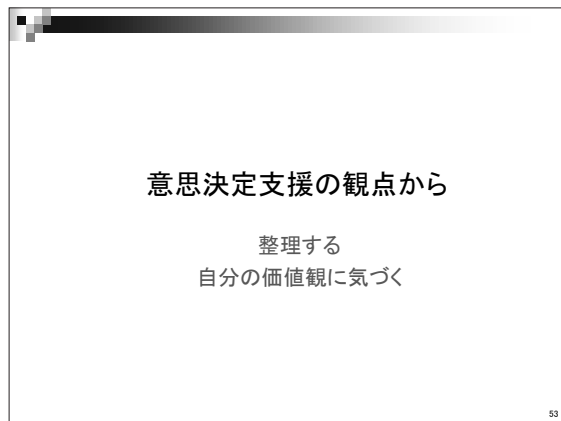 意思決定支援の観点から
整理する
自分の価値観に気づく
53